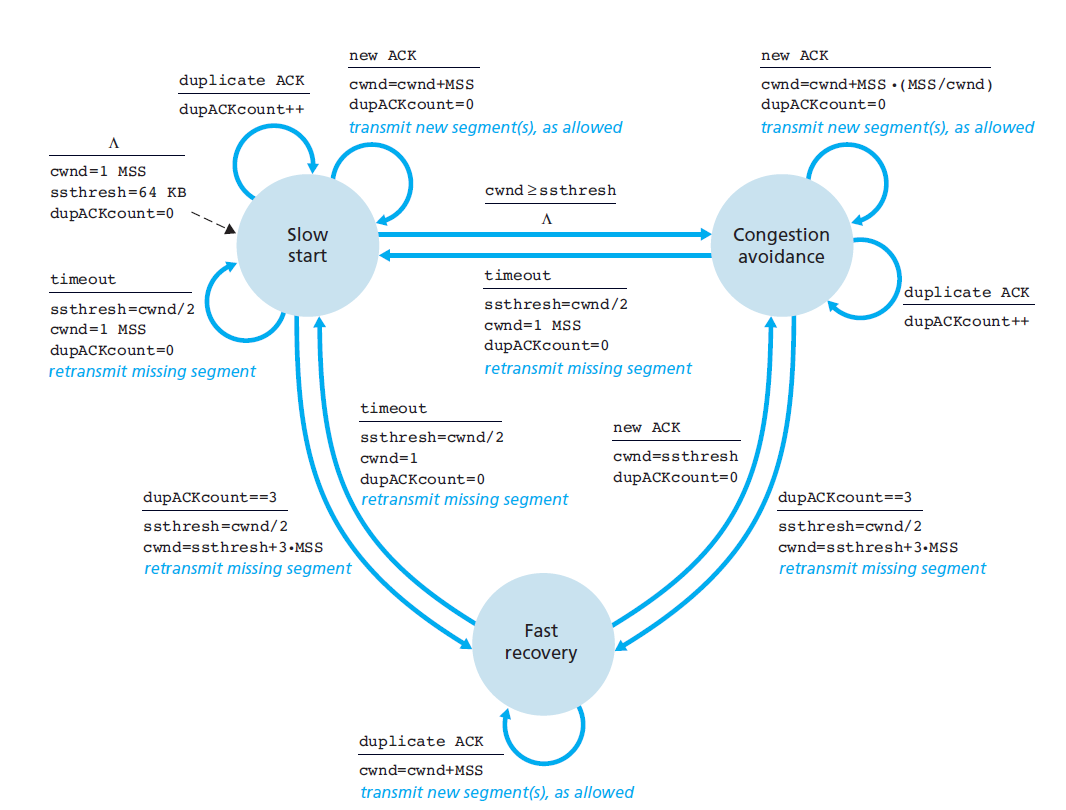 new ACK
cwnd=cwnd+MSS
dupACKcount=0
transmit new segment(s), as allowed
new ACK
cwnd=cwnd+MSS •(MSS/cwnd)
dupACKcount=0
transmit new segment(s), as allowed
duplicate ACK
dupACKcount++
Λ
cwnd=1 MSS
ssthresh=64 KB
dupACKcount=0
cwnd≥ssthresh
Λ
Slow
start
Congestion
avoidance
timeout
ssthresh=cwnd/2
cwnd=1 MSS
dupACKcount=0
retransmit missing segment
timeout
ssthresh=cwnd/2
cwnd=1 MSS
dupACKcount=0
retransmit missing segment
duplicate ACK
dupACKcount++
timeout
ssthresh=cwnd/2
cwnd=1
dupACKcount=0
retransmit missing segment
new ACK
cwnd=ssthresh
dupACKcount=0
dupACKcount==3
ssthresh=cwnd/2
cwnd=ssthresh+3•MSS
retransmit missing segment
dupACKcount==3
ssthresh=cwnd/2
cwnd=ssthresh+3•MSS
retransmit missing segment
Fast
recovery
duplicate ACK
cwnd=cwnd+MSS
transmit new segment(s), as allowed